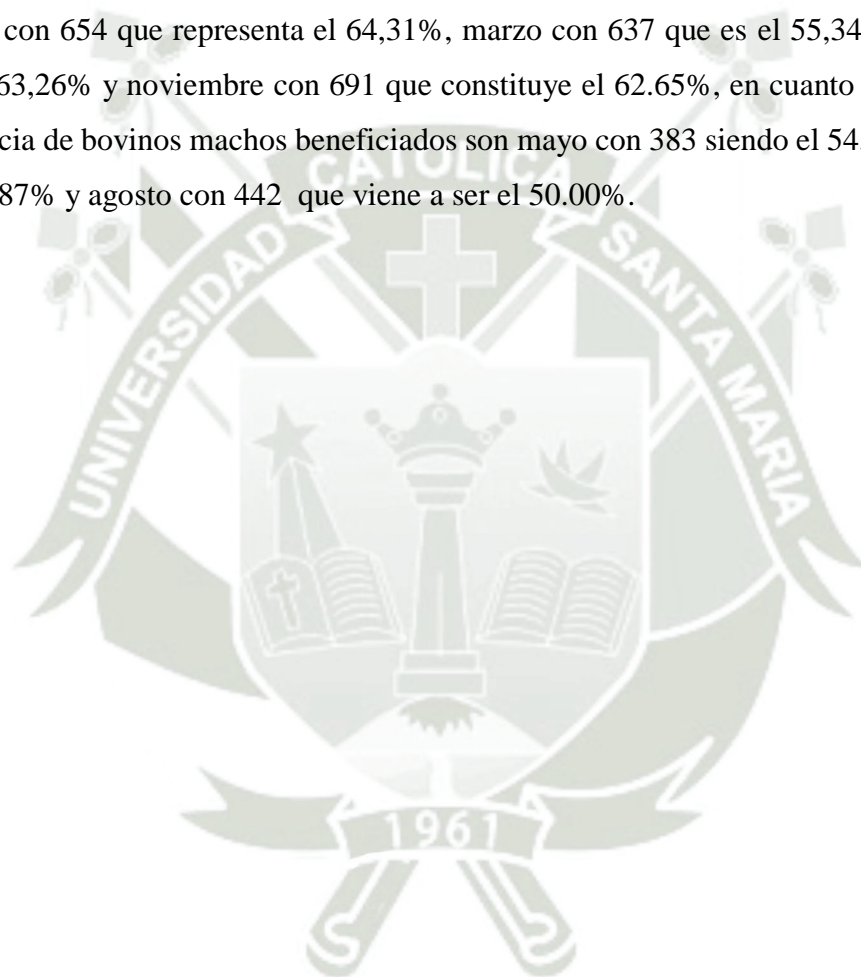 con 654 que representa el 64,31%, marzo con 637 que es el 55,34
63,26% y noviembre con 691 que constituye el 62.65%, en cuanto
cia de bovinos machos beneficiados son mayo con 383 siendo el 54.
87% y agosto con 442 que viene a ser el 50.00%.
UNIVERSIDAD CATOLICA SANTA MARIA
1961